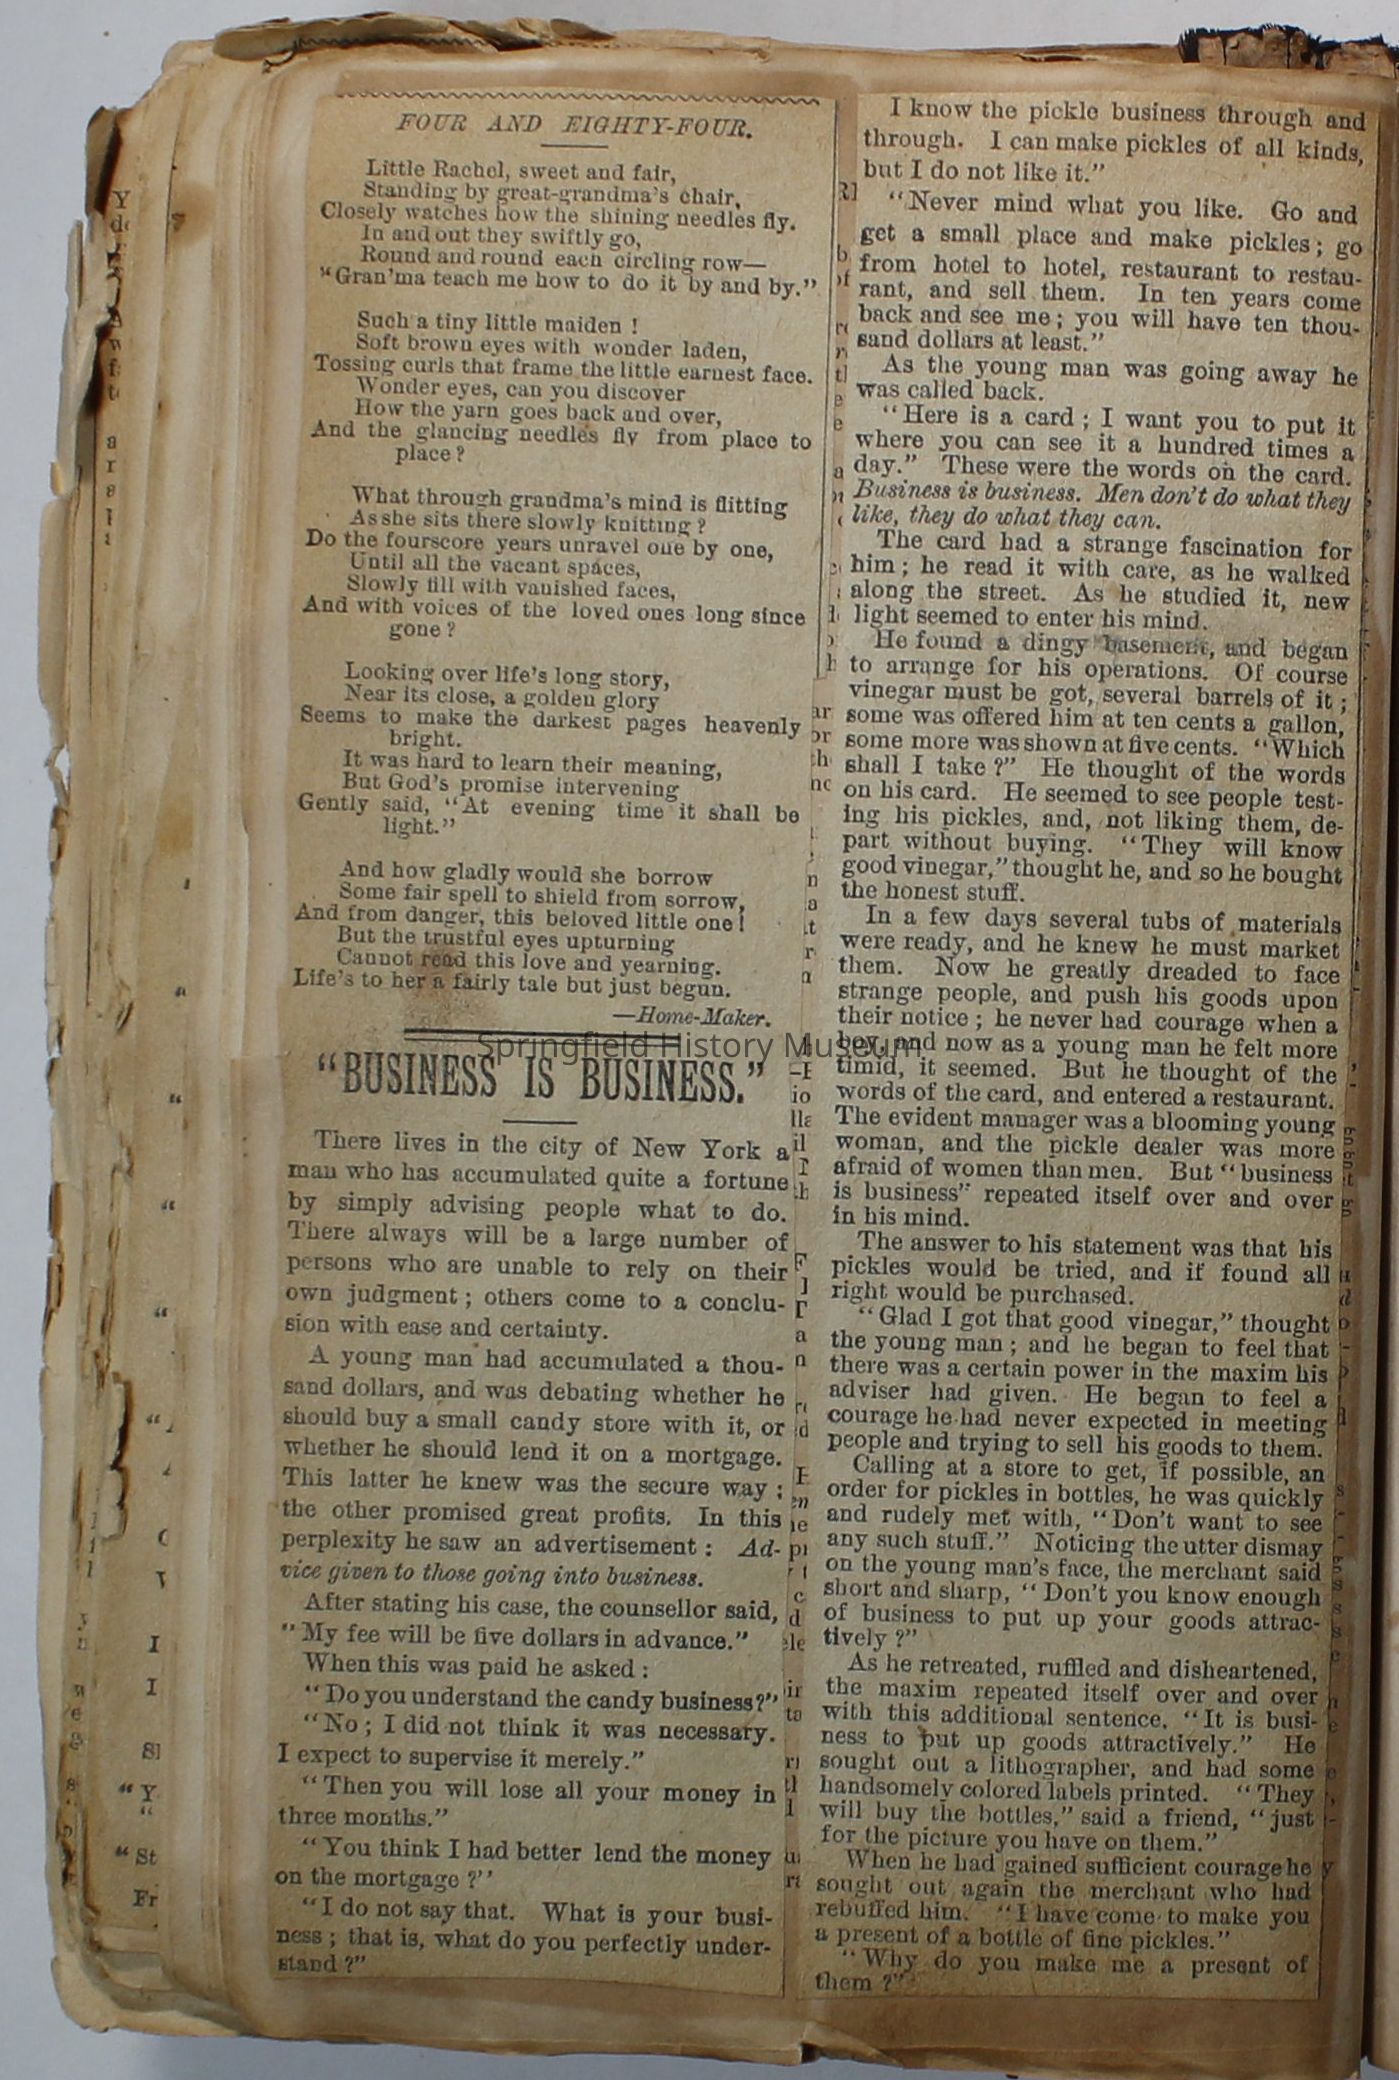 FOUR AND EIGHTY-FOUR.
Little Rachel, sweet and fair,
Standing by great-grandma's chair,
Closely watches how the shining needles fly.
In and out they swiftly go,
Round and round each circling row—
"Gran'ma teach me how to do it by and by."
Such a tiny little maiden !
Soft brown eyes with wonder laden,
Tossing curls that frame the little earnest face.
Wonder eyes, can you discover
How the yarn goes back and over,
And the glancing needles fly from place to
place ?
What through grandma's mind is flitting
As she sits there slowly knitting ?
Do the fourscore years unravel one by one,
Until all the vacant spaces,
Slowly fill with vanished faces,
And with voices of the loved ones long since
gone ?
Looking over life's long story,
Near its close, a golden glory
Seems to make the darkest pages heavenly
bright.
It was hard to learn their meaning,
But God's promise intervening
Gently said, "At evening time it shall be
light."
And how gladly would she borrow
Some fair spell to shield from sorrow,
And from danger, this beloved little one !
But the trustful eyes upturning
Cannot read this love and yearning.
Life's to her a fairly tale but just begun.
—Home-Maker.
"BUSINESS IS BUSINESS."
There lives in the city of New York a
man who has accumulated quite a fortune
by simply advising people what to do.
There always will be a large number of
persons who are unable to rely on their
own judgment ; others come to a conclu-
sion with ease and certainty.
A young man had accumulated a thou-
sand dollars, and was debating whether he
should buy a small candy store with it, or
whether he should lend it on a mortgage.
This latter he knew was the secure way ;
the other promised great profits. In this
perplexity he saw an advertisement : Ad-
vice given to those going into business.
After stating his case, the counsellor said,
"My fee will be five dollars in advance."
When this was paid he asked :
"Do you understand the candy business?"
"No ; I did not think it was necessary.
I expect to supervise it merely."
"Then you will lose all your money in
three months."
"You think I had better lend the money
on the mortgage ?"
"I do not say that. What is your busi-
ness ; that is, what do you perfectly under-
stand ?"
I know the pickle business through and
through. I can make pickles of all kinds,
but I do not like it."
"Never mind what you like. Go and
get a small place and make pickles ; go
from hotel to hotel, restaurant to restau-
rant, and sell them. In ten years come
back and see me ; you will have ten thou-
sand dollars at least."
As the young man was going away he
was called back.
"Here is a card ; I want you to put it
where you can see it a hundred times a
day." These were the words on the card.
Business is business. Men don't do what they
like, they do what they can.
The card had a strange fascination for
him ; he read it with care, as he walked
along the street. As he studied it, new
light seemed to enter his mind.
He found a dingy basement, and began
to arrange for his operations. Of course
vinegar must be got, several barrels of it ;
some was offered him at ten cents a gallon,
some more was shown at five cents. "Which
shall I take ?" He thought of the words
on his card. He seemed to see people test-
ing his pickles, and, not liking them, de-
part without buying. "They will know
good vinegar," thought he, and so he bought
the honest stuff.
In a few days several tubs of materials
were ready, and he knew he must market
them. Now he greatly dreaded to face
strange people, and push his goods upon
their notice ; he never had courage when a
boy, and now as a young man he felt more
timid, it seemed. But he thought of the
words of the card, and entered a restaurant.
The evident manager was a blooming young
woman, and the pickle dealer was more
afraid of women than men. But "business
is business" repeated itself over and over
in his mind.
The answer to his statement was that his
pickles would be tried, and if found all
right would be purchased.
"Glad I got that good vinegar," thought
the young man ; and he began to feel that
there was a certain power in the maxim his
adviser had given. He began to feel a
courage he had never expected in meeting
people and trying to sell his goods to them.
Calling at a store to get, if possible, an
order for pickles in bottles, he was quickly
and rudely met with, "Don't want to see
any such stuff." Noticing the utter dismay
on the young man's face, the merchant said
short and sharp, "Don't you know enough
of business to put up your goods attrac-
tively ?"
As he retreated, ruffled and disheartened,
the maxim repeated itself over and over
with this additional sentence. "It is busi-
ness to put up goods attractively." He
sought out a lithographer, and had some
handsomely colored labels printed. "They
will buy the bottles," said a friend, "just
for the picture you have on them."
When he had gained sufficient courage he
sought out again the merchant who had
rebuffed him. "I have come to make you
a present of a bottle of fine pickles."
"Why do you make me a present of
them ?"
Springfield History Museum